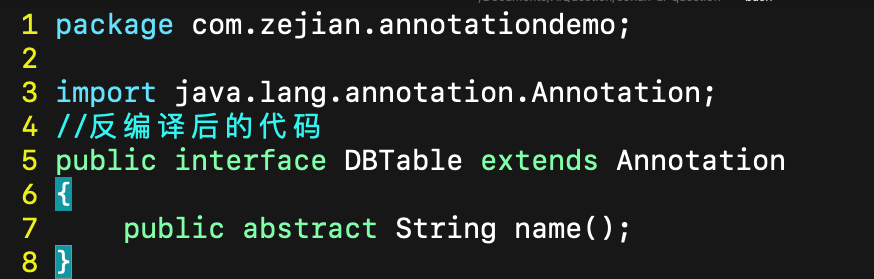 1 package com.zejian.annotationdemo;
2
3 import java.lang.annotation.Annotation;
4 //反编译后的代码
5 public interface DBTable extends Annotation
6 {
7     public abstract String name();
8 }